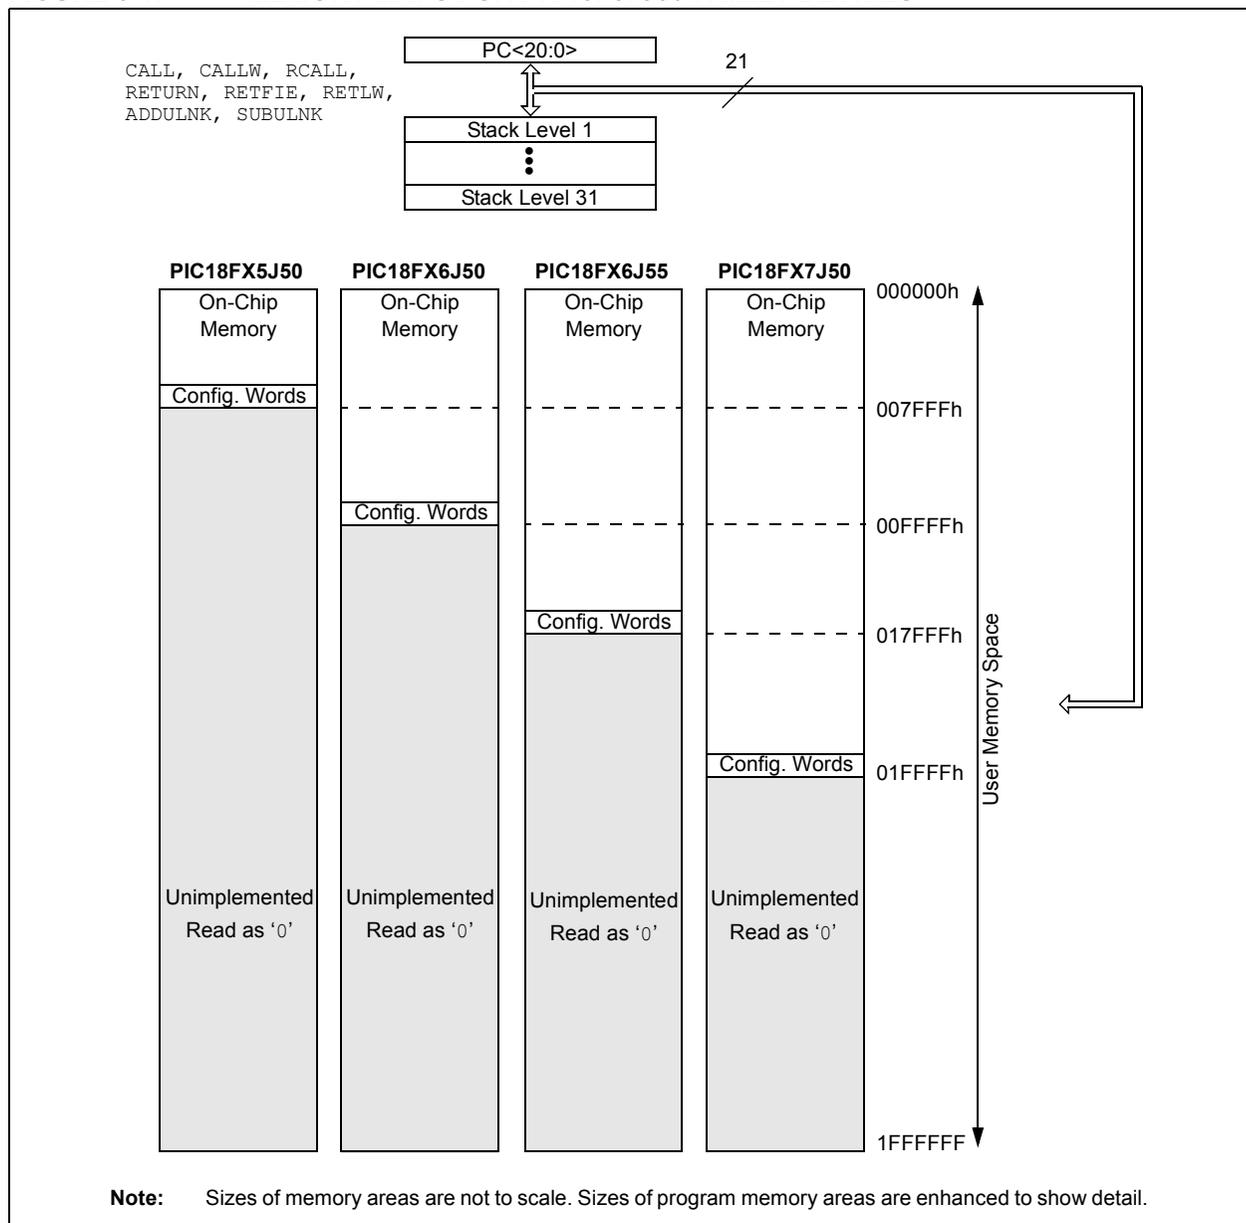 PC<20:0>
21
CALL, CALLW, RCALL,
RETURN, RETFIE, RETLW,
ADDULNK, SUBULNK
Stack Level 1
Stack Level 31
PIC18FX5J50 PIC18FX6J50 PIC18FX6J55 PIC18FX7J50
000000h
On-Chip
Memory
On-Chip
Memory
On-Chip
Memory
On-Chip
Memory
Config. Words
007FFFh
Config. Words
00FFFFh
Config. Words
017FFFh
Config. Words
01FFFFh
User Memory Space
Unimplemented
Read as ‘0’
Unimplemented
Read as ‘0’
Unimplemented
Read as ‘0’
Unimplemented
Read as ‘0’
1FFFFFF
Note: Sizes of memory areas are not to scale. Sizes of program memory areas are enhanced to show detail.